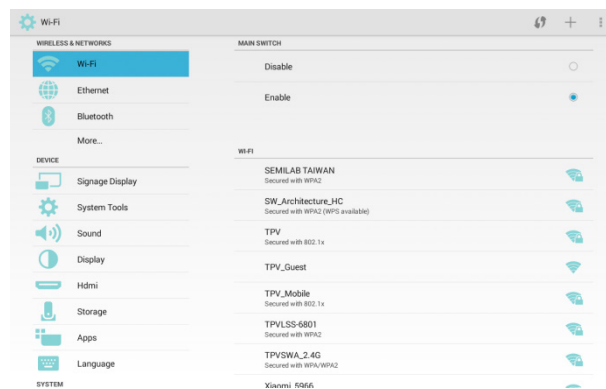 Wi-Fi
WIRELESS & NETWORKS
Wi-Fi
Ethernet
Bluetooth
More...
DEVICE
Signage Display
System Tools
Sound
Display
Hdmi
Storage
Apps
Language
SYSTEM
MAIN SWITCH
Disable
Enable
WI-FI
SEMILAB TAIWAN
Secured with WPA2
SW_Architecture_HC
Secured with WPA2 (WPS available)
TPV
Secured with 802.1x
TPV_Guest
TPV_Mobile
Secured with 802.1x
TPVLSS-6801
Secured with WPA2
TPVSWA_2.4G
Secured with WPA/WPA2
Xiaomi_5966